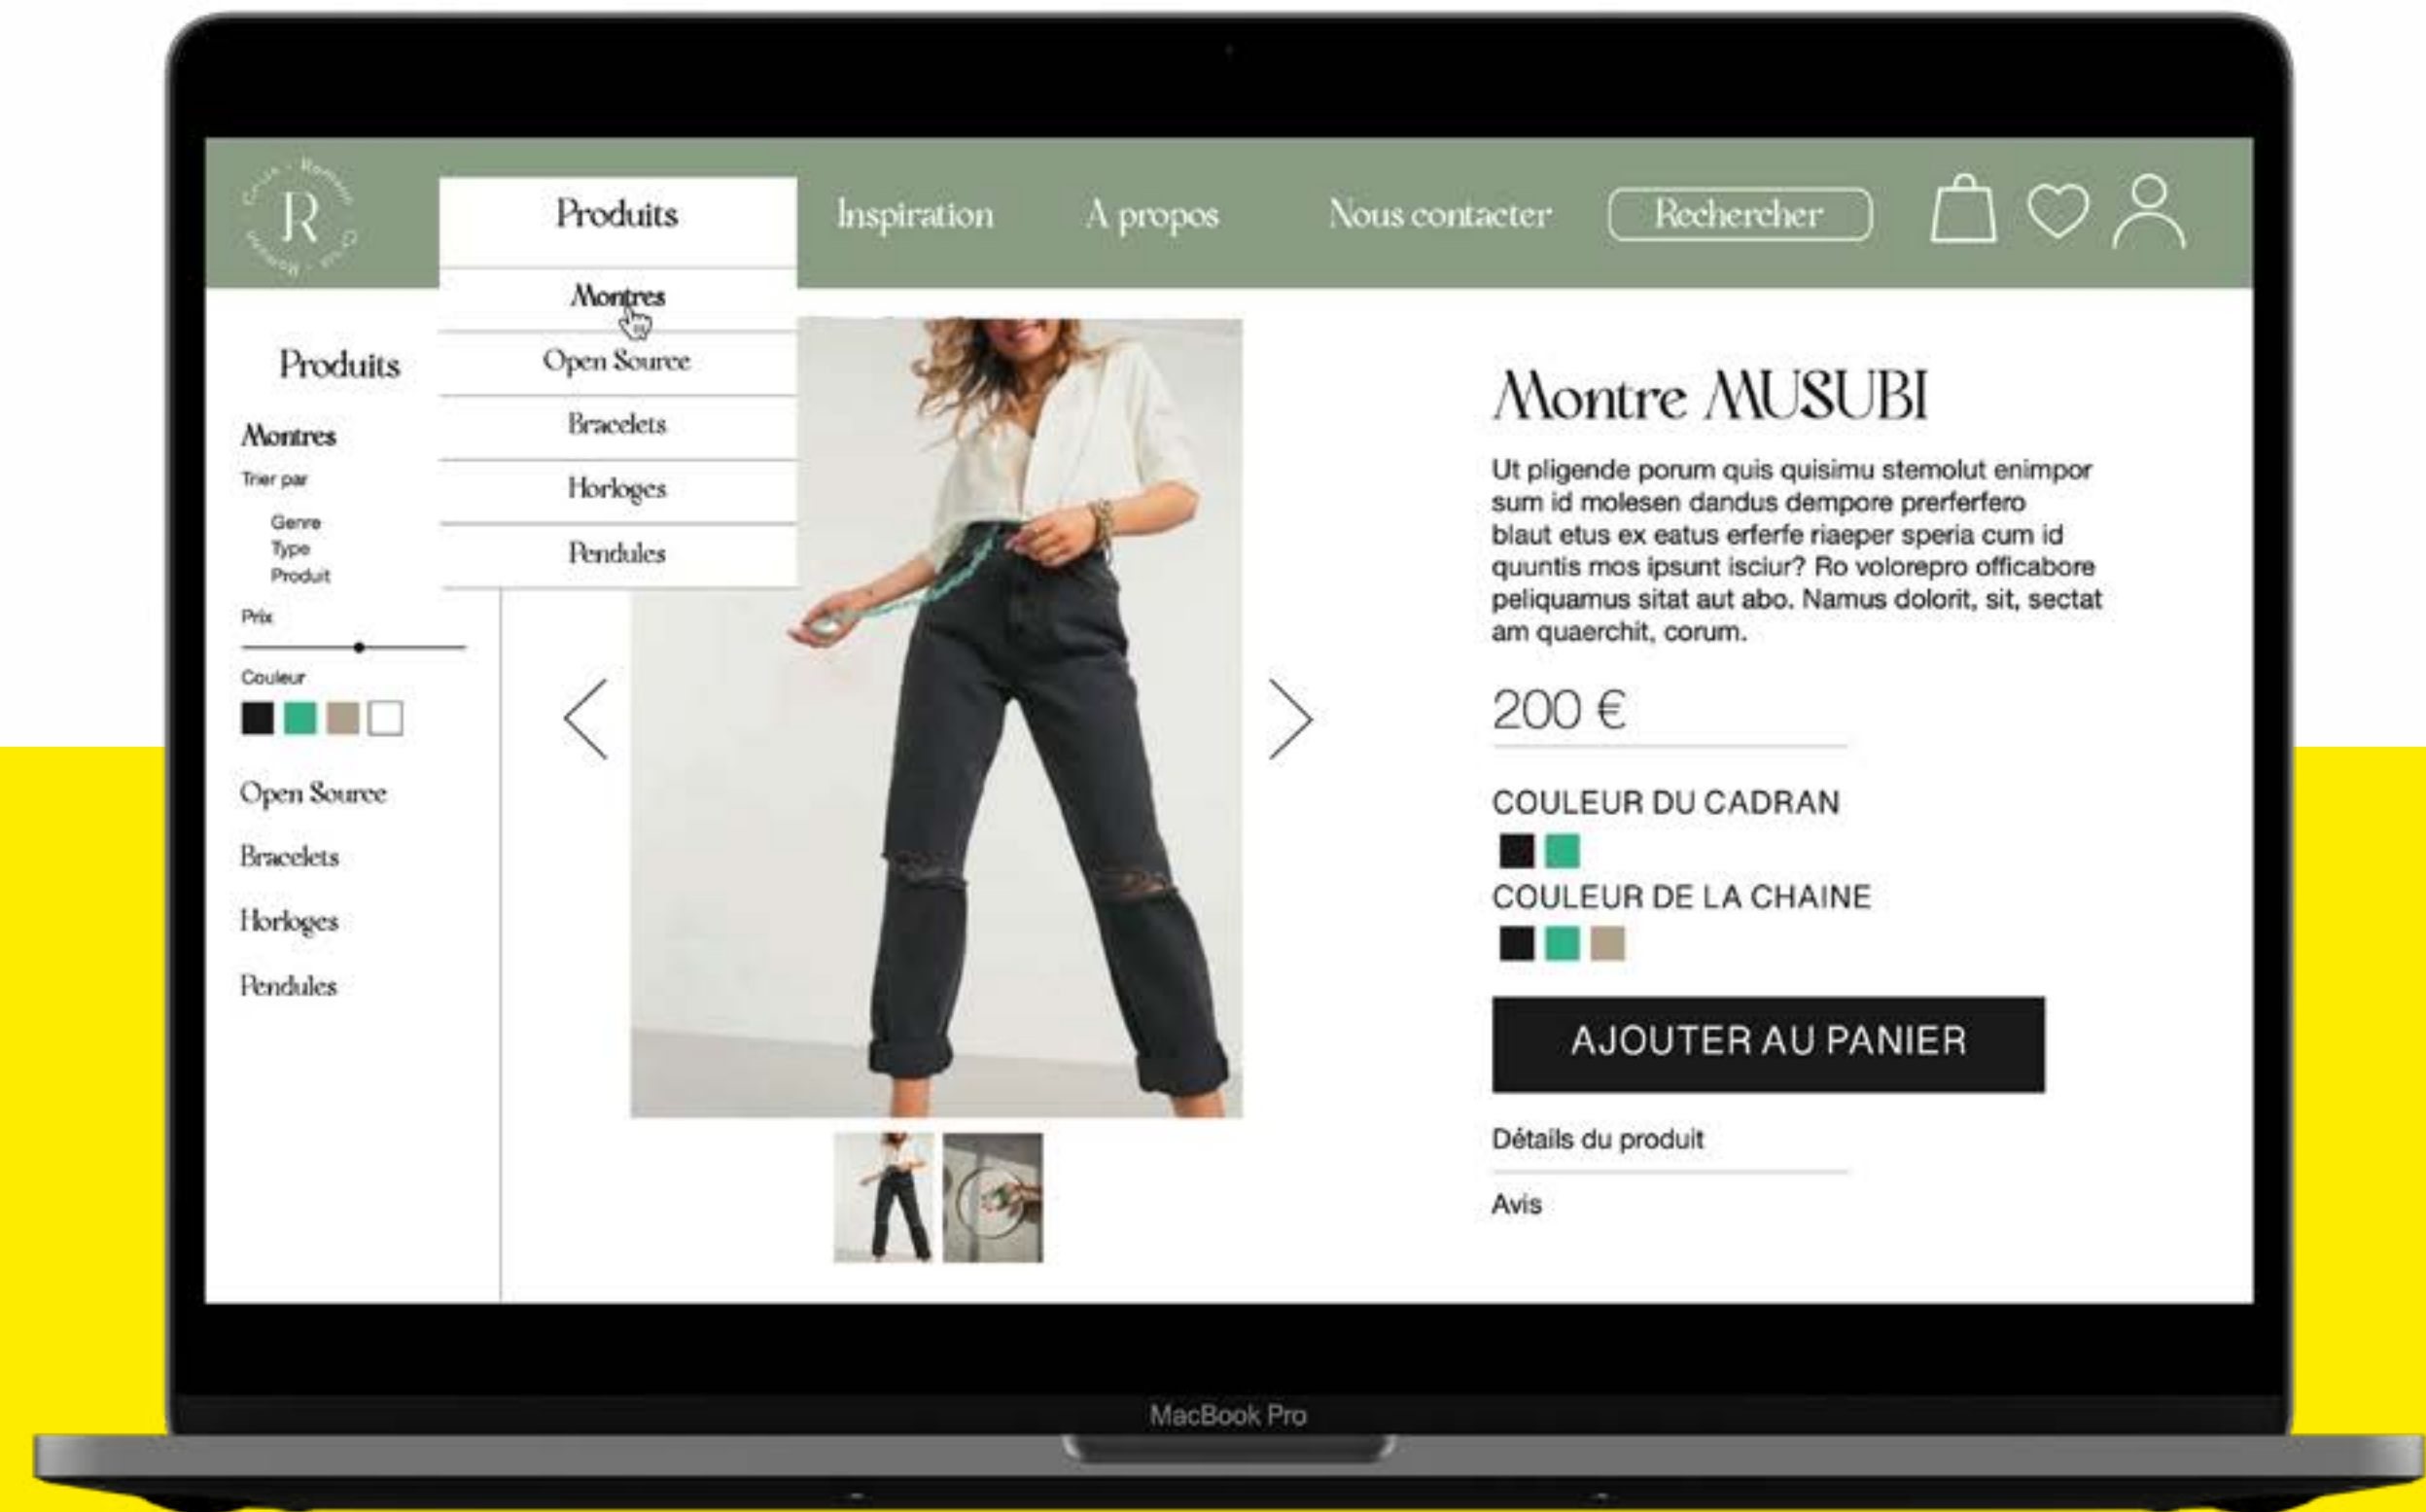 Romain · Crus · Romain · Crus
R
Produits
Inspiration
A propos
Nous contacter
Rechercher
Montres
Open Source
Bracelets
Horloges
Pendules
Produits
Montres
Trier par
Genre
Type
Produit
Prix
Couleur
Open Source
Bracelets
Horloges
Pendules
Montre MUSUBI
Ut pligende porum quis quisimu stemolut enimpor
sum id molesen dandus dempore prerferfero
blaut etus ex eatus erferfe riaeper speria cum id
quuntis mos ipsunt isciur? Ro volorepro officabore
peliquamus sitat aut abo. Namus dolorit, sit, sectat
am quaerchit, corum.
200 €
COULEUR DU CADRAN
COULEUR DE LA CHAINE
AJOUTER AU PANIER
Détails du produit
Avis
MacBook Pro